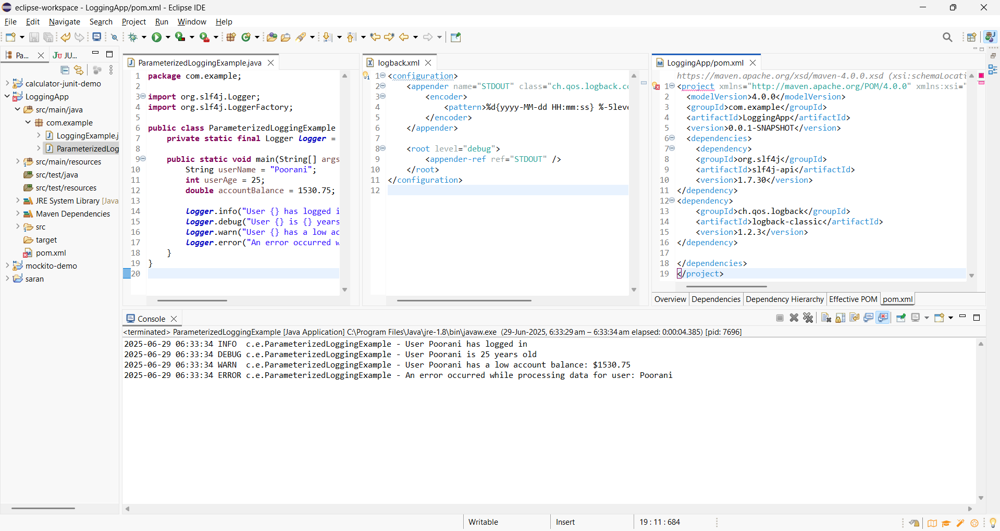 eclipse-workspace - LoggingApp/pom.xml - Eclipse IDE
File Edit Navigate Search Project Run Window Help
Pa... JU...
calculator-junit-demo
LoggingApp
src/main/java
com.example
LoggingExample.j
ParameterizedLog
src/main/resources
src/test/java
src/test/resources
JRE System Library [Java
Maven Dependencies
src
target
pom.xml
mockito-demo
saran
ParameterizedLoggingExample.java
1 package com.example;
2
3 import org.slf4j.Logger;
4 import org.slf4j.LoggerFactory;
5
6 public class ParameterizedLoggingExample
7 private static final Logger logger =
8
9 public static void main(String[] args
10 String userName = "Poorani";
11 int userAge = 25;
12 double accountBalance = 1530.75;
13
14 logger.info("User {} has logged i
15 logger.debug("User {} is {} years
16 logger.warn("User {} has a low ac
17 logger.error("An error occurred w
18 }
19 }
20
logback.xml
1 <configuration>
2 <appender name="STDOUT" class="ch.qos.logback.co
3 <encoder>
4 <pattern>%d{yyyy-MM-dd HH:mm:ss} %-5leve
5 </encoder>
6 </appender>
7
8 <root level="debug">
9 <appender-ref ref="STDOUT" />
10 </root>
11 </configuration>
12
LoggingApp/pom.xml
https://maven.apache.org/xsd/maven-4.0.0.xsd (xsi:schemaLocati
1 <project xmlns="http://maven.apache.org/POM/4.0.0" xmlns:xsi="
2 <modelVersion>4.0.0</modelVersion>
3 <groupId>com.example</groupId>
4 <artifactId>LoggingApp</artifactId>
5 <version>0.0.1-SNAPSHOT</version>
6 <dependencies>
7 <dependency>
8 <groupId>org.slf4j</groupId>
9 <artifactId>slf4j-api</artifactId>
10 <version>1.7.30</version>
11 </dependency>
12 <dependency>
13 <groupId>ch.qos.logback</groupId>
14 <artifactId>logback-classic</artifactId>
15 <version>1.2.3</version>
16 </dependency>
17
18 </dependencies>
19 </project>
Overview Dependencies Dependency Hierarchy Effective POM pom.xml
Console
<terminated> ParameterizedLoggingExample [Java Application] C:\Program Files\Java\jre-1.8\bin\javaw.exe (29-Jun-2025, 6:33:29 am – 6:33:34 am elapsed: 0:00:04.385) [pid: 7696]
2025-06-29 06:33:34 INFO c.e.ParameterizedLoggingExample - User Poorani has logged in
2025-06-29 06:33:34 DEBUG c.e.ParameterizedLoggingExample - User Poorani is 25 years old
2025-06-29 06:33:34 WARN c.e.ParameterizedLoggingExample - User Poorani has a low account balance: $1530.75
2025-06-29 06:33:34 ERROR c.e.ParameterizedLoggingExample - An error occurred while processing data for user: Poorani
Writable Insert 19 : 11 : 684